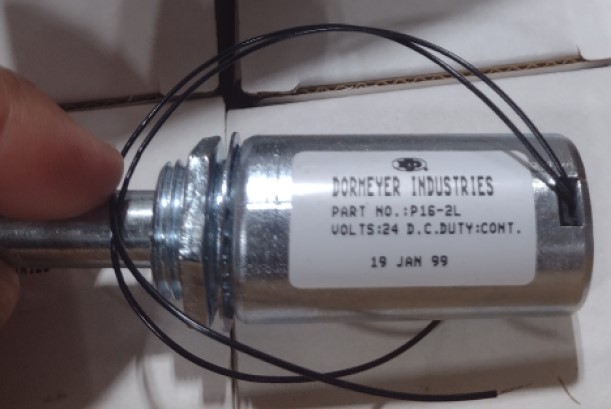 DORMEYER INDUSTRIES
PART NO.:P16-2L
VOLTS:24 D.C.DUTY:CONT.
19 JAN 99